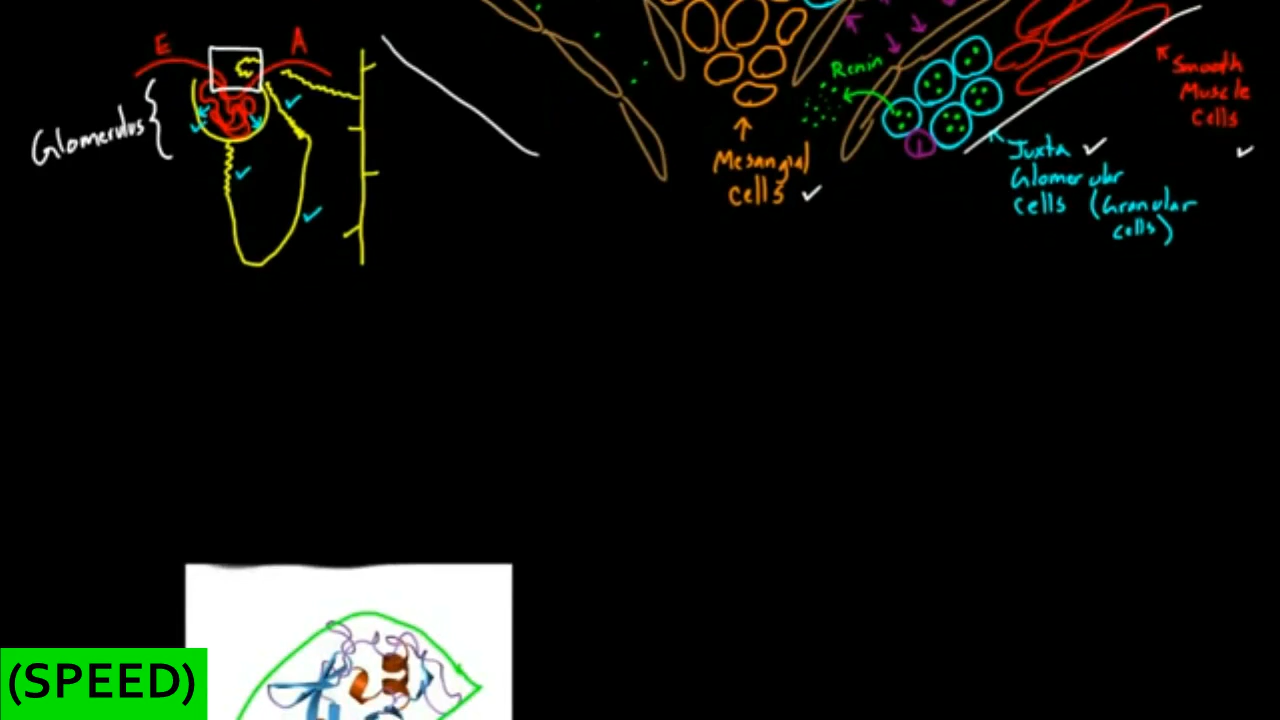 E
A
Glomerulus
Renin
Smooth
Muscle
Cells
Mesangial
Cells
Juxta
Glomerular
Cells (Granular
Cells)
(SPEED)